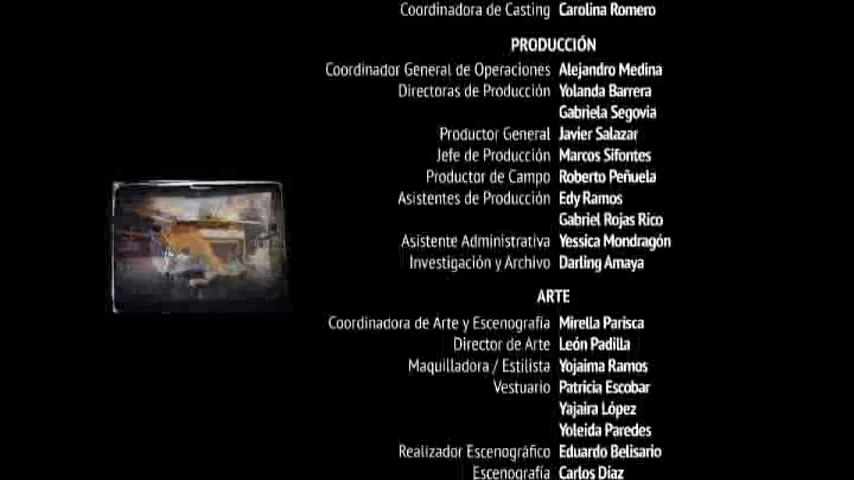 Coordinadora de Casting Carolina Romero
PRODUCCIÓN
Coordinador General de Operaciones Alejandro Medina
Directoras de Producción Yolanda Barrera
Gabriela Segovia
Productor General Javier Salazar
Jefe de Producción Marcos Sifontes
Productor de Campo Roberto Peñuela
Asistentes de Producción Edy Ramos
Gabriel Rojas Rico
Asistente Administrativa Yessica Mondragón
Investigación y Archivo Darling Amaya
ARTE
Coordinadora de Arte y Escenografía Mirella Parisca
Director de Arte León Padilla
Maquilladora / Estilista Yojaima Ramos
Vestuario Patricia Escobar
Yajaira López
Yoleida Paredes
Realizador Escenográfico Eduardo Belisario
Escenografía Carlos Díaz